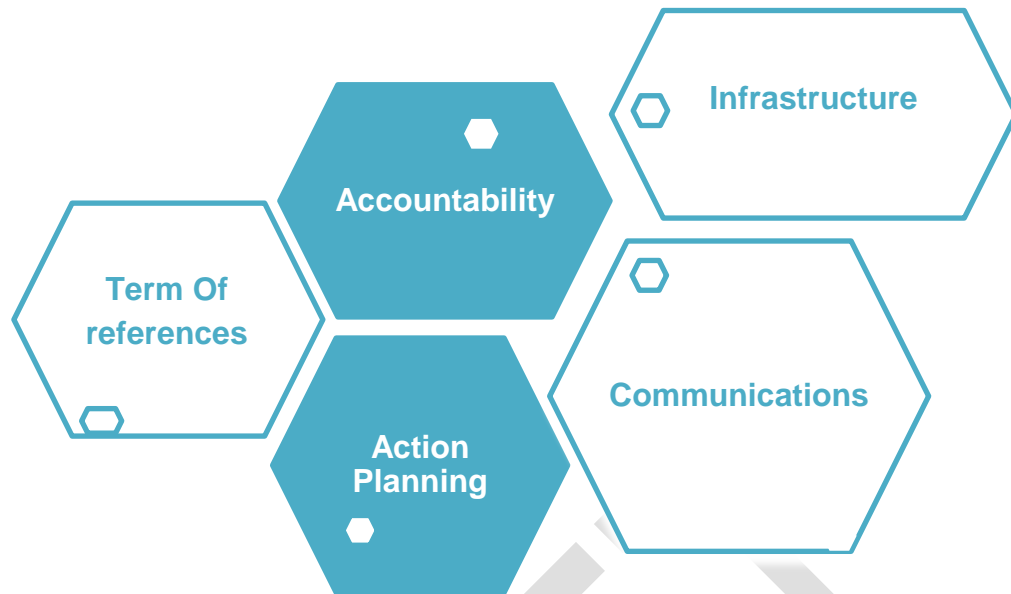 Infrastructure
Accountability
Term Of
references
Communications
Action
Planning